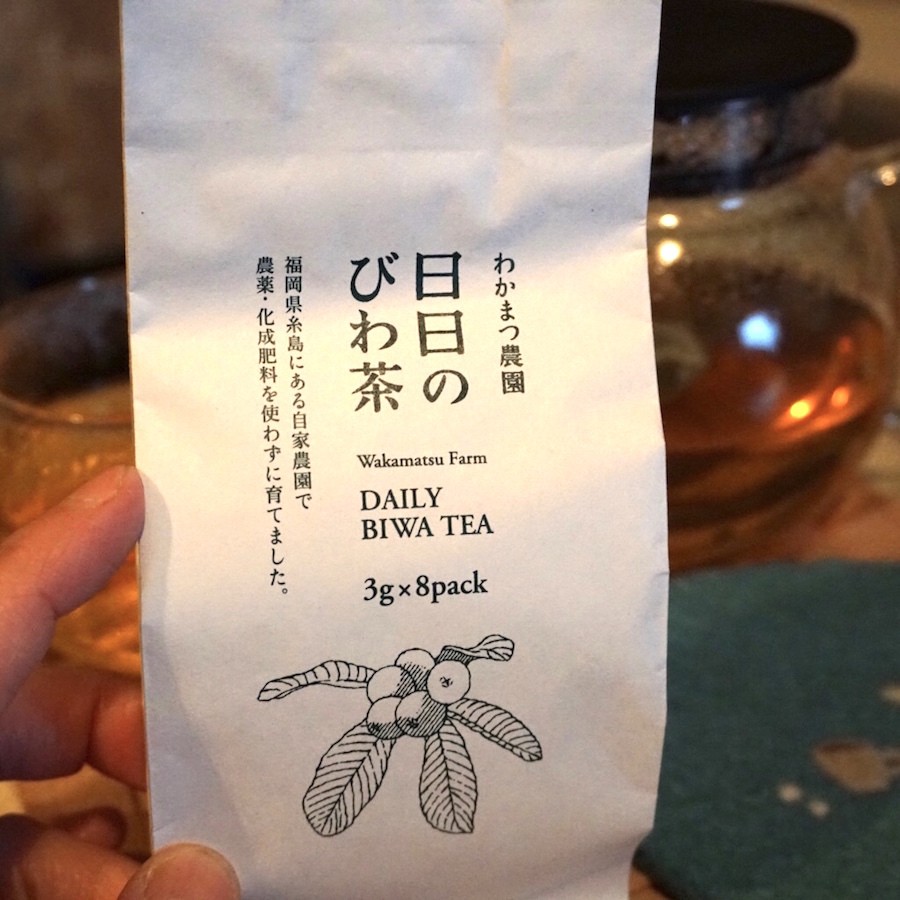 わかまつ農園
日日の
びわ茶
福岡県糸島にある自家農園で
農薬・化成肥料を使わずに育てました。
Wakamatsu Farm
DAILY
BIWA TEA
3g×8pack